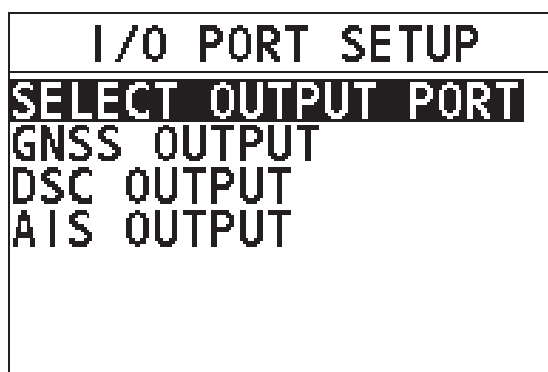 I/O PORT SETUP
SELECT OUTPUT PORT
GNSS OUTPUT
DSC OUTPUT
AIS OUTPUT